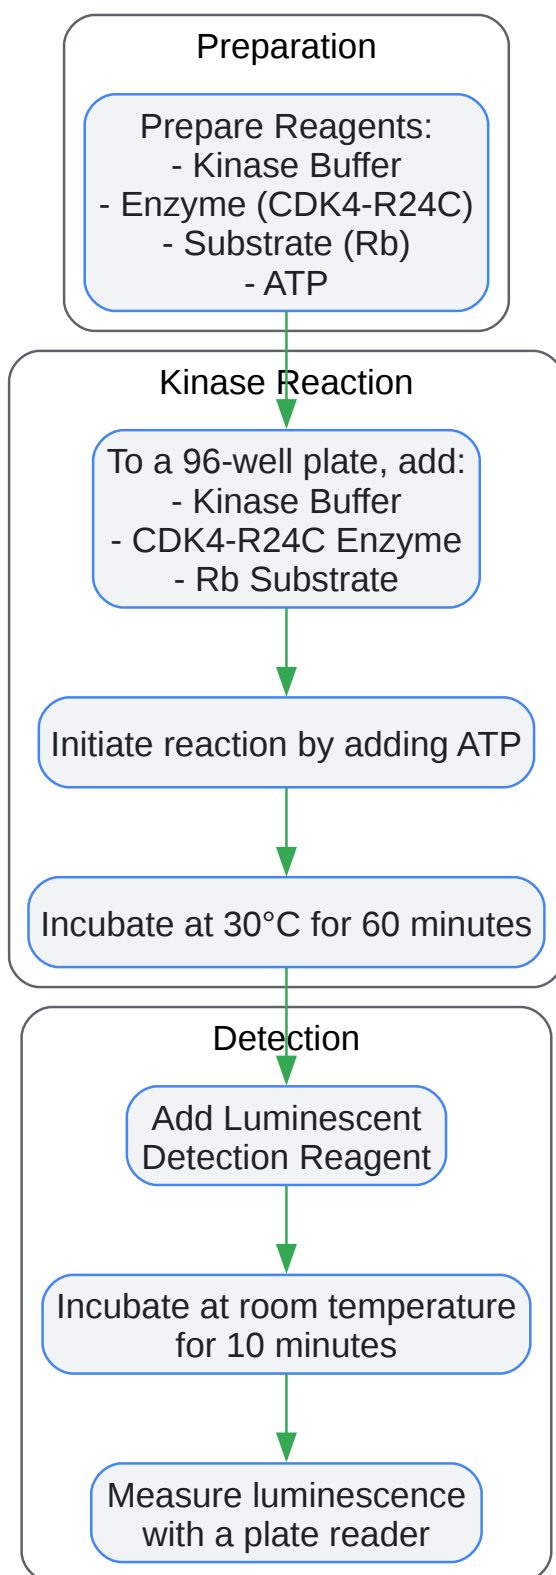 Preparation
Prepare Reagents:
- Kinase Buffer
- Enzyme (CDK4-R24C)
- Substrate (Rb)
- ATP
Kinase Reaction
To a 96-well plate, add:
- Kinase Buffer
- CDK4-R24C Enzyme
- Rb Substrate
Initiate reaction by adding ATP
Incubate at 30°C for 60 minutes
Detection
Add Luminescent
Detection Reagent
Incubate at room temperature
for 10 minutes
Measure luminescence
with a plate reader